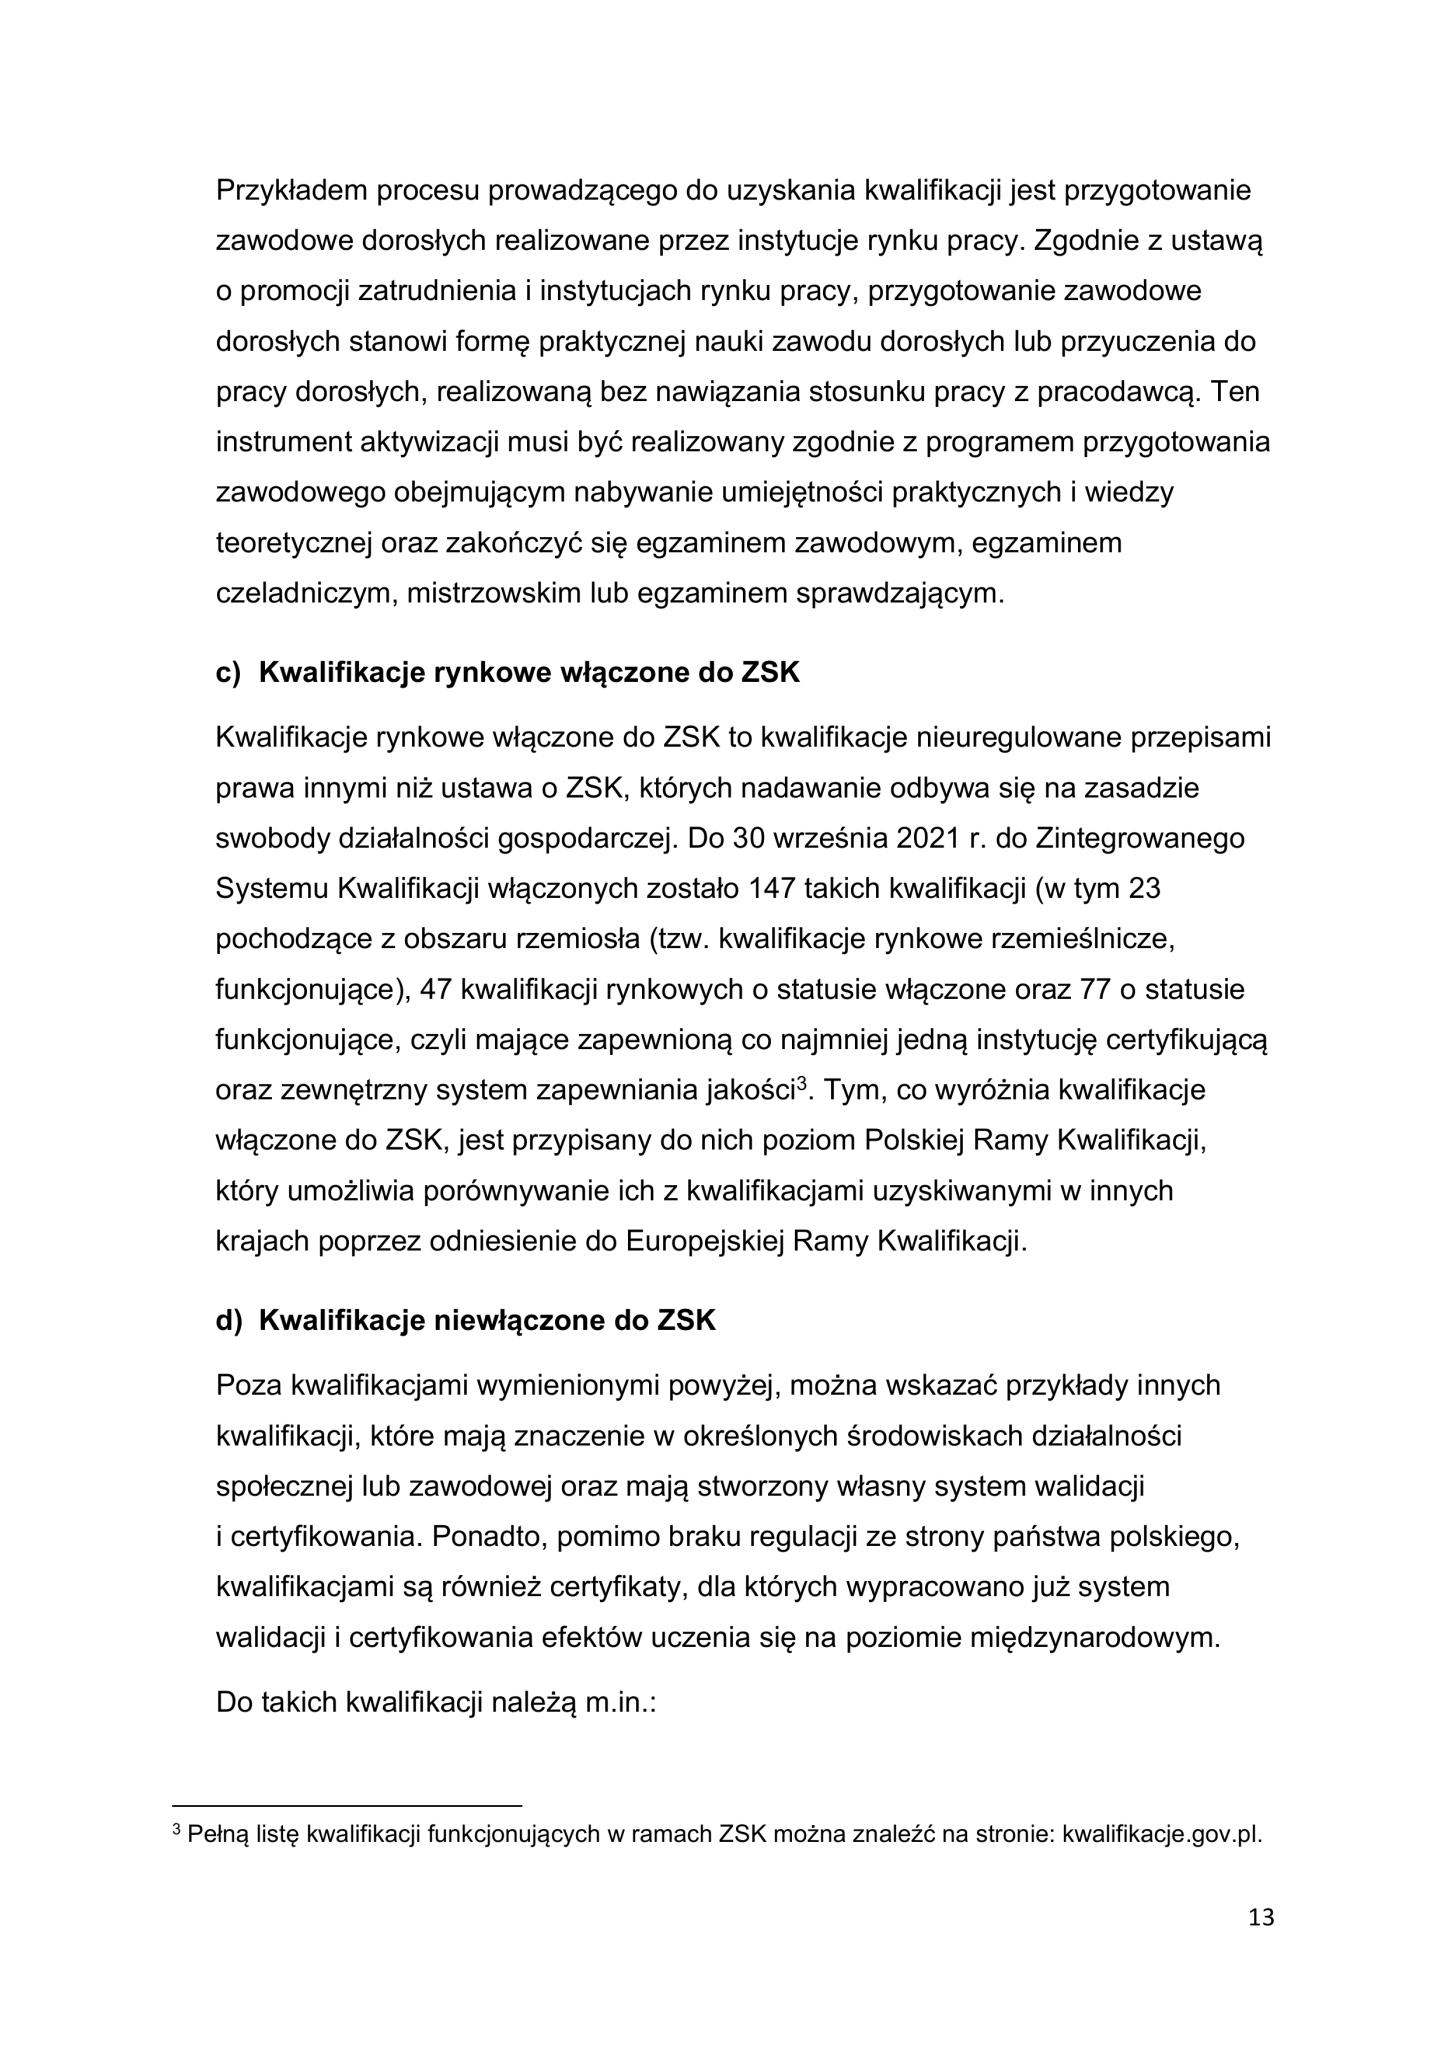 Przykładem procesu prowadzącego do uzyskania kwalifikacji jest przygotowanie
zawodowe dorosłych realizowane przez instytucje rynku pracy. Zgodnie z ustawą
o promocji zatrudnienia i instytucjach rynku pracy, przygotowanie zawodowe
dorosłych stanowi formę praktycznej nauki zawodu dorosłych lub przyuczenia do
pracy dorosłych, realizowaną bez nawiązania stosunku pracy z pracodawcą. Ten
instrument aktywizacji musi być realizowany zgodnie z programem przygotowania
zawodowego obejmującym nabywanie umiejętności praktycznych i wiedzy
teoretycznej oraz zakończyć się egzaminem zawodowym, egzaminem
czeladniczym, mistrzowskim lub egzaminem sprawdzającym.
c) Kwalifikacje rynkowe włączone do ZSK
Kwalifikacje rynkowe włączone do ZSK to kwalifikacje nieuregulowane przepisami
prawa innymi niż ustawa o ZSK, których nadawanie odbywa się na zasadzie
swobody działalności gospodarczej. Do 30 września 2021 r. do Zintegrowanego
Systemu Kwalifikacji włączonych zostało 147 takich kwalifikacji (w tym 23
pochodzące z obszaru rzemiosła (tzw. kwalifikacje rynkowe rzemieślnicze,
funkcjonujące), 47 kwalifikacji rynkowych o statusie włączone oraz 77 o statusie
funkcjonujące, czyli mające zapewnioną co najmniej jedną instytucję certyfikującą
oraz zewnętrzny system zapewniania jakości³. Tym, co wyróżnia kwalifikacje
włączone do ZSK, jest przypisany do nich poziom Polskiej Ramy Kwalifikacji,
który umożliwia porównywanie ich z kwalifikacjami uzyskiwanymi w innych
krajach poprzez odniesienie do Europejskiej Ramy Kwalifikacji.
d) Kwalifikacje niewłączone do ZSK
Poza kwalifikacjami wymienionymi powyżej, można wskazać przykłady innych
kwalifikacji, które mają znaczenie w określonych środowiskach działalności
społecznej lub zawodowej oraz mają stworzony własny system walidacji
i certyfikowania. Ponadto, pomimo braku regulacji ze strony państwa polskiego,
kwalifikacjami są również certyfikaty, dla których wypracowano już system
walidacji i certyfikowania efektów uczenia się na poziomie międzynarodowym.
Do takich kwalifikacji należą m.in.:
³ Pełną listę kwalifikacji funkcjonujących w ramach ZSK można znaleźć na stronie: kwalifikacje.gov.pl.
13